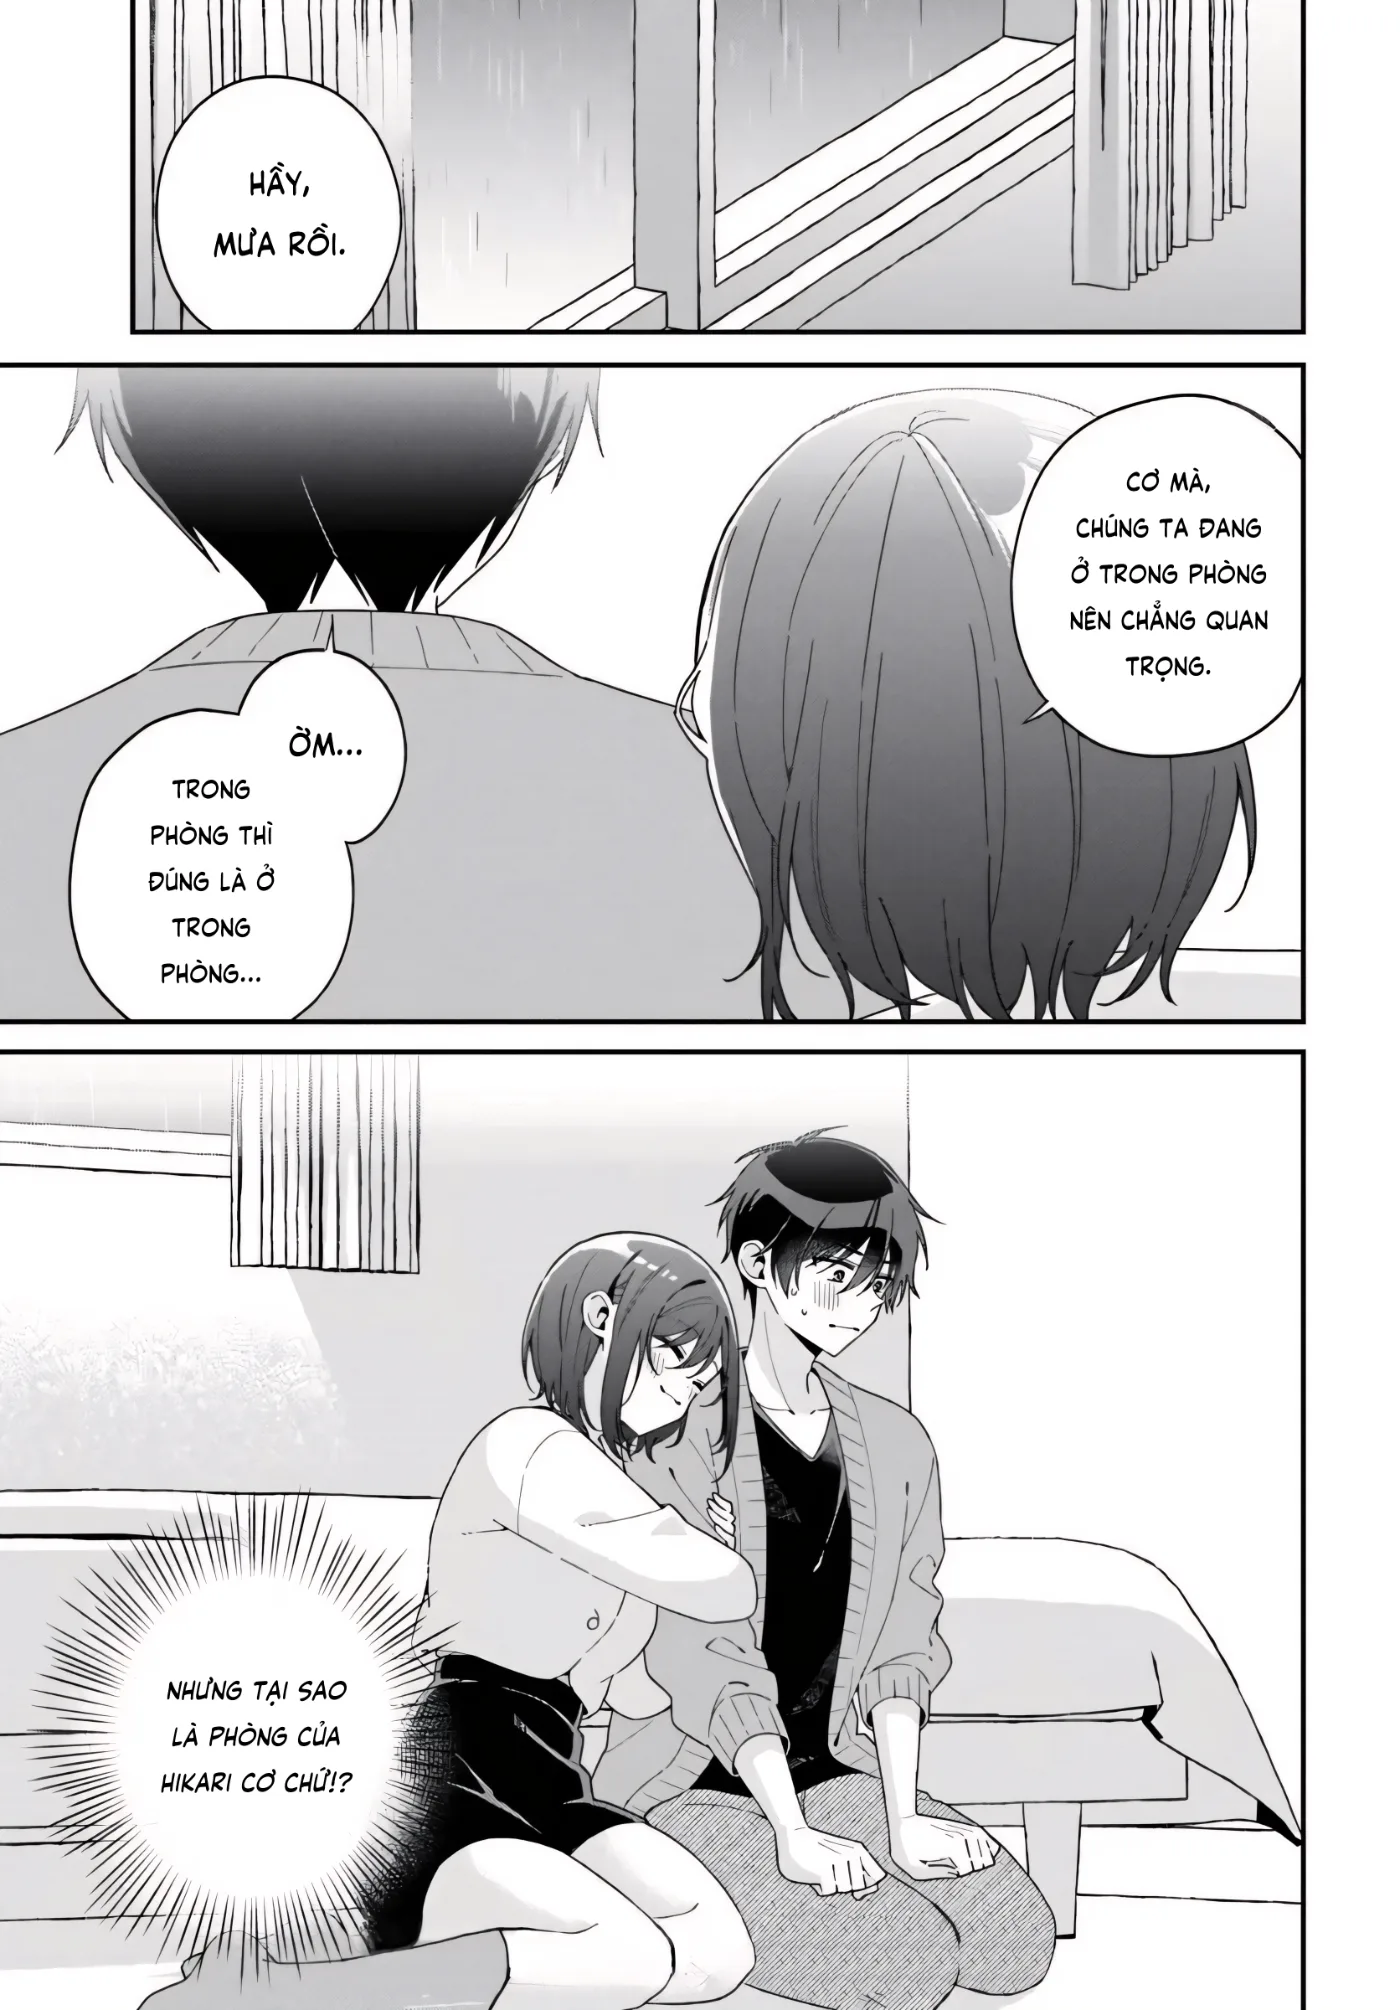 HẦY,
MƯA RỒI.
CƠ MÀ,
CHÚNG TA ĐANG
Ở TRONG PHÒNG
NÊN CHẲNG QUAN
TRỌNG.
ỜM...
TRONG
PHÒNG THÌ
ĐÚNG LÀ Ở
TRONG
PHÒNG...
NHƯNG TẠI SAO
LÀ PHÒNG CỦA
HIKARI CƠ CHỨ!?